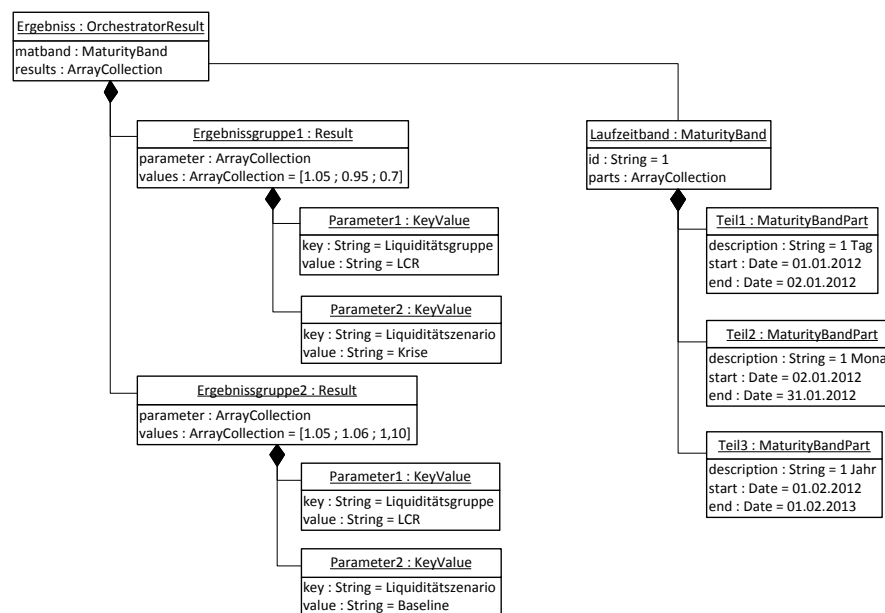 Ergebniss : OrchestratorResult
matband : MaturityBand
results : ArrayCollection
Ergebnissgruppe1 : Result
parameter : ArrayCollection
values : ArrayCollection = [1.05 ; 0.95 ; 0.7]
Parameter1 : KeyValue
key : String = Liquiditätsgruppe
value : String = LCR
Parameter2 : KeyValue
key : String = Liquiditätszenario
value : String = Krise
Ergebnissgruppe2 : Result
parameter : ArrayCollection
values : ArrayCollection = [1.05 ; 1.06 ; 1,10]
Parameter1 : KeyValue
key : String = Liquiditätsgruppe
value : String = LCR
Parameter2 : KeyValue
key : String = Liquiditätszenario
value : String = Baseline
Laufzeitband : MaturityBand
id : String = 1
parts : ArrayCollection
Teil1 : MaturityBandPart
description : String = 1 Tag
start : Date = 01.01.2012
end : Date = 02.01.2012
Teil2 : MaturityBandPart
description : String = 1 Mona
start : Date = 02.01.2012
end : Date = 31.01.2012
Teil3 : MaturityBandPart
description : String = 1 Jahr
start : Date = 01.02.2012
end : Date = 01.02.2013